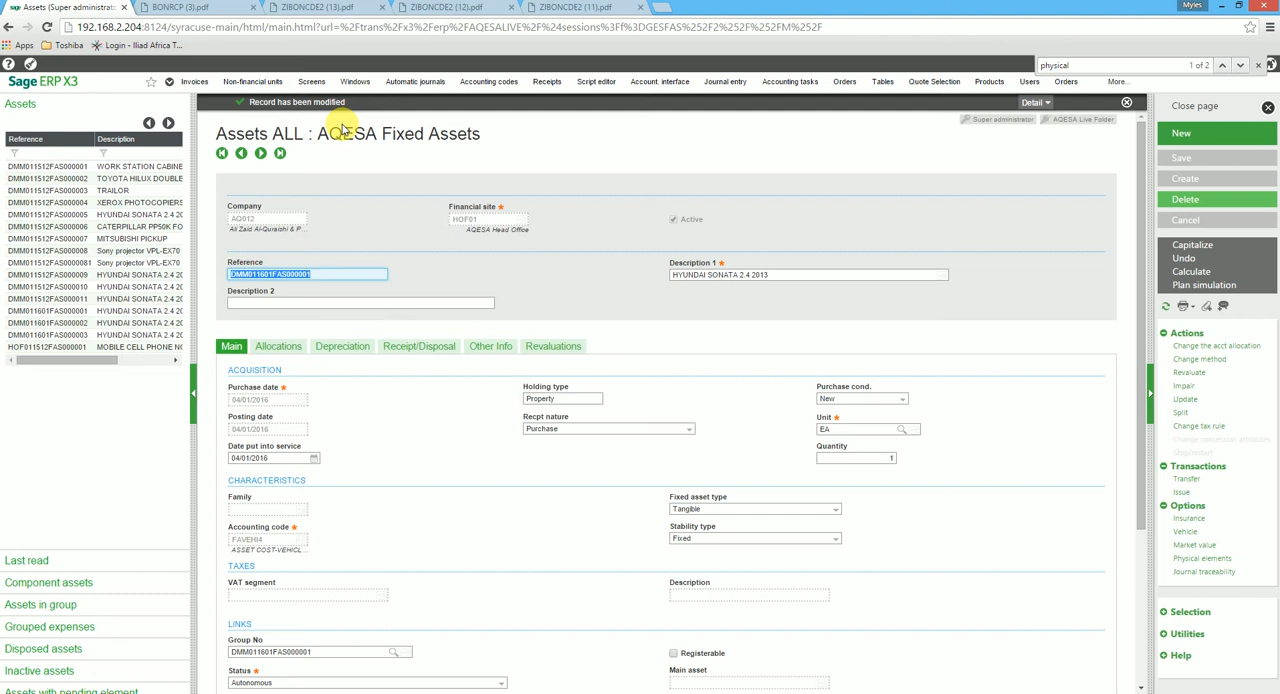 Assets (Super administrat
BONRCP (3).pdf
ZIBONCDE2 (13).pdf
ZIBONCDE2 (12).pdf
ZIBONCDE2 (11).pdf
Myles
192.168.2.204:8124/syracuse-main/html/main.html?url=%2Ftrans%2Fx3%2Ferp%2FAQESALIVE%2F%24sessions%3Ff%3DGESFAS%252F2%252F%252FM%252F
Apps
Toshiba
Login - Iliad Africa T...
physical
1 of 2
Sage ERP X3
Invoices
Non-financial units
Screens
Windows
Automatic journals
Accounting codes
Receipts
Script editor
Account. interface
Journal entry
Accounting tasks
Orders
Tables
Quote Selection
Products
Users
Orders
More...
Assets
Record has been modified
Detail
Close page
Assets ALL : AQESA Fixed Assets
Super administrator
AQESA Live Folder
Reference
Description
DMM011512FAS000001 WORK STATION CABINE
DMM011512FAS000002 TOYOTA HILUX DOUBLE
DMM011512FAS000003 TRAILOR
DMM011512FAS000004 XEROX PHOTOCOPIERS
DMM011512FAS000005 HYUNDAI SONATA 2.4 20
DMM011512FAS000006 CATERPILLAR PP50K FO
DMM011512FAS000007 MITSUBISHI PICKUP
DMM011512FAS000008 Sony projector VPL-EX70
DMM011512FAS000081 Sony projector VPL-EX70
DMM011512FAS000009 HYUNDAI SONATA 2.4 20
DMM011512FAS000010 HYUNDAI SONATA 2.4 20
DMM011512FAS000011 HYUNDAI SONATA 2.4 20
DMM011601FAS000001 HYUNDAI SONATA 2.4 20
DMM011601FAS000002 HYUNDAI SONATA 2.4 20
DMM011601FAS000003 HYUNDAI SONATA 2.4 20
HOF011512FAS000001 MOBILE CELL PHONE NO
Last read
Component assets
Assets in group
Grouped expenses
Disposed assets
Inactive assets
Assets with pending element
Company
AQ012
Ali Zaid Al-Quraishi & P...
Financial site
HOF01
AQESA Head Office
Active
Reference
DMM011601FAS000001
Description 1
HYUNDAI SONATA 2.4 2013
Description 2
Main
Allocations
Depreciation
Receipt/Disposal
Other Info
Revaluations
ACQUISITION
Purchase date
04/01/2016
Holding type
Property
Purchase cond.
New
Posting date
04/01/2016
Recpt nature
Purchase
Unit
EA
Date put into service
04/01/2016
Quantity
1
CHARACTERISTICS
Family
Fixed asset type
Tangible
Accounting code
FAVEHI4
ASSET COST-VEHICL...
Stability type
Fixed
TAXES
VAT segment
Description
LINKS
Group No
DMM011601FAS000001
Registerable
Status
Autonomous
Main asset
New
Save
Create
Delete
Cancel
Capitalize
Undo
Calculate
Plan simulation
Actions
Change the acct allocation
Change method
Revaluate
Impair
Update
Split
Change tax rule
Change concession attributes
Stop/restart
Transactions
Transfer
Issue
Options
Insurance
Vehicle
Market value
Physical elements
Journal traceability
Selection
Utilities
Help